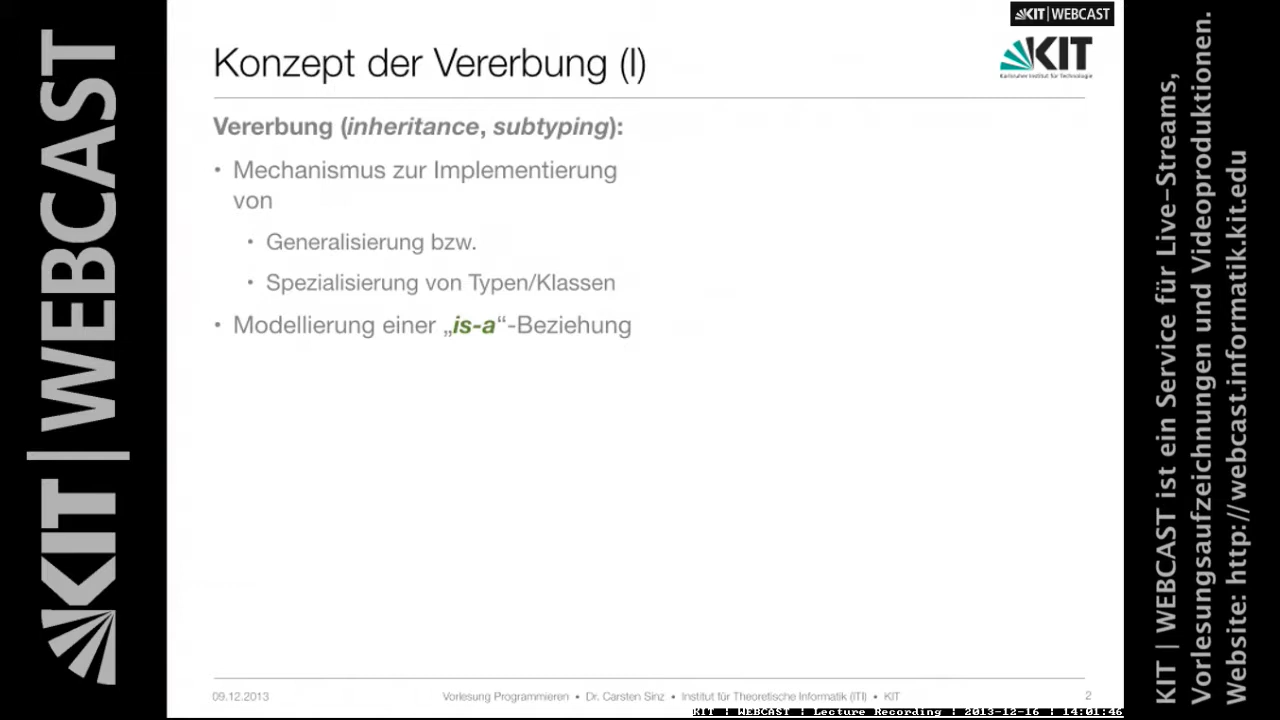 KIT | WEBCAST
KIT|WEBCAST
Konzept der Vererbung (I)
KIT
Karlsruher Institut für Technologie
Vererbung (inheritance, subtyping):
• Mechanismus zur Implementierung
von
• Generalisierung bzw.
• Spezialisierung von Typen/Klassen
• Modellierung einer „is-a“-Beziehung
09.12.2013
Vorlesung Programmieren • Dr. Carsten Sinz • Institut für Theoretische Informatik (ITI) • KIT
2
KIT | WEBCAST | Lecture Recording | 2013-12-16 | 14:01:46
KIT | WEBCAST ist ein Service für Live-Streams,
Vorlesungsaufzeichnungen und Videoproduktionen.
Website: http://webcast.informatik.kit.edu